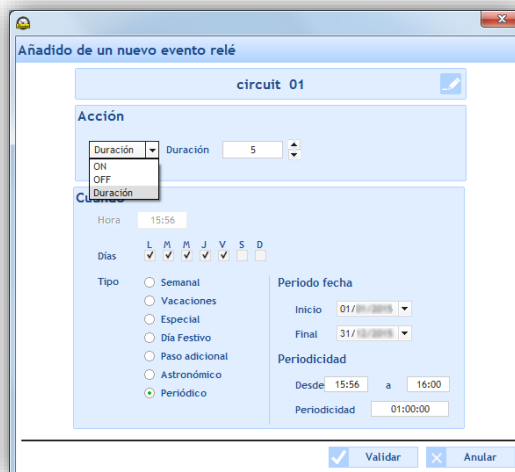 Añadido de un nuevo evento relé
circuit 01
Acción
Duración Duración 5
ON
OFF
Duración
Cuándo
Hora 15:56
L M M J V S D
Días
Tipo
Semanal
Vacaciones
Especial
Día Festivo
Paso adicional
Astronómico
Periódico
Periodo fecha
Inicio 01/
Final 31/
Periodicidad
Desde 15:56 a 16:00
Periodicidad 01:00:00
Validar Anular